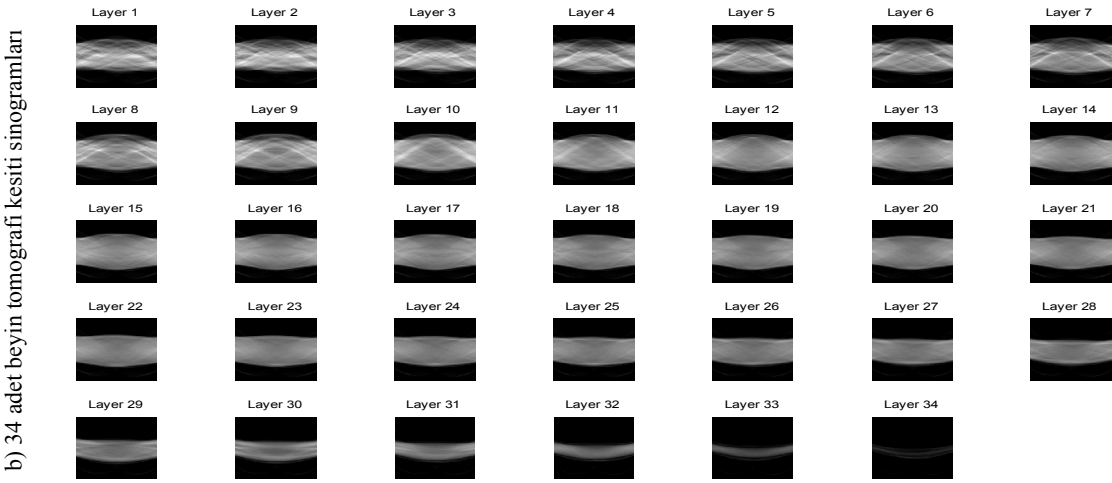 b) 34 adet beyin tomografi kesiti sinogramları
Layer 1
Layer 2
Layer 3
Layer 4
Layer 5
Layer 6
Layer 7
Layer 8
Layer 9
Layer 10
Layer 11
Layer 12
Layer 13
Layer 14
Layer 15
Layer 16
Layer 17
Layer 18
Layer 19
Layer 20
Layer 21
Layer 22
Layer 23
Layer 24
Layer 25
Layer 26
Layer 27
Layer 28
Layer 29
Layer 30
Layer 31
Layer 32
Layer 33
Layer 34